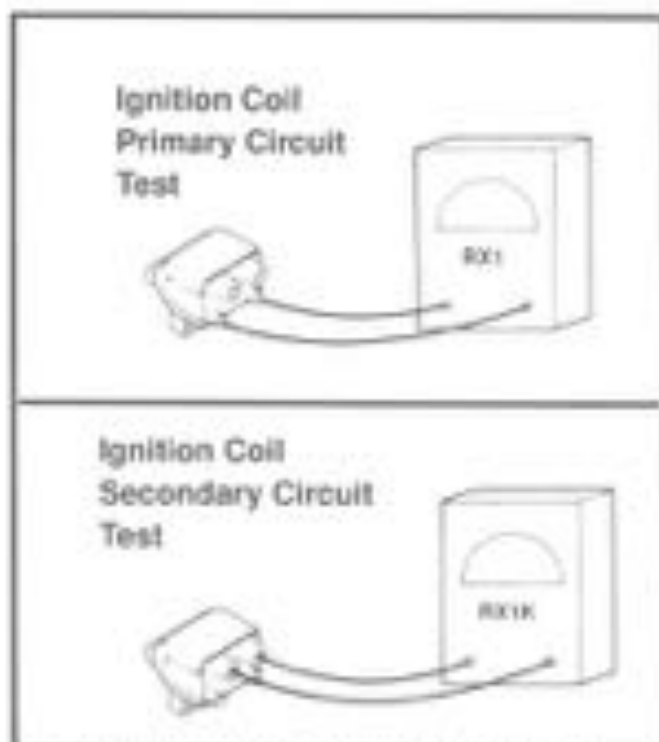 Ignition Coil
Primary Circuit
Test
RX1
Ignition Coil
Secondary Circuit
Test
RX1K